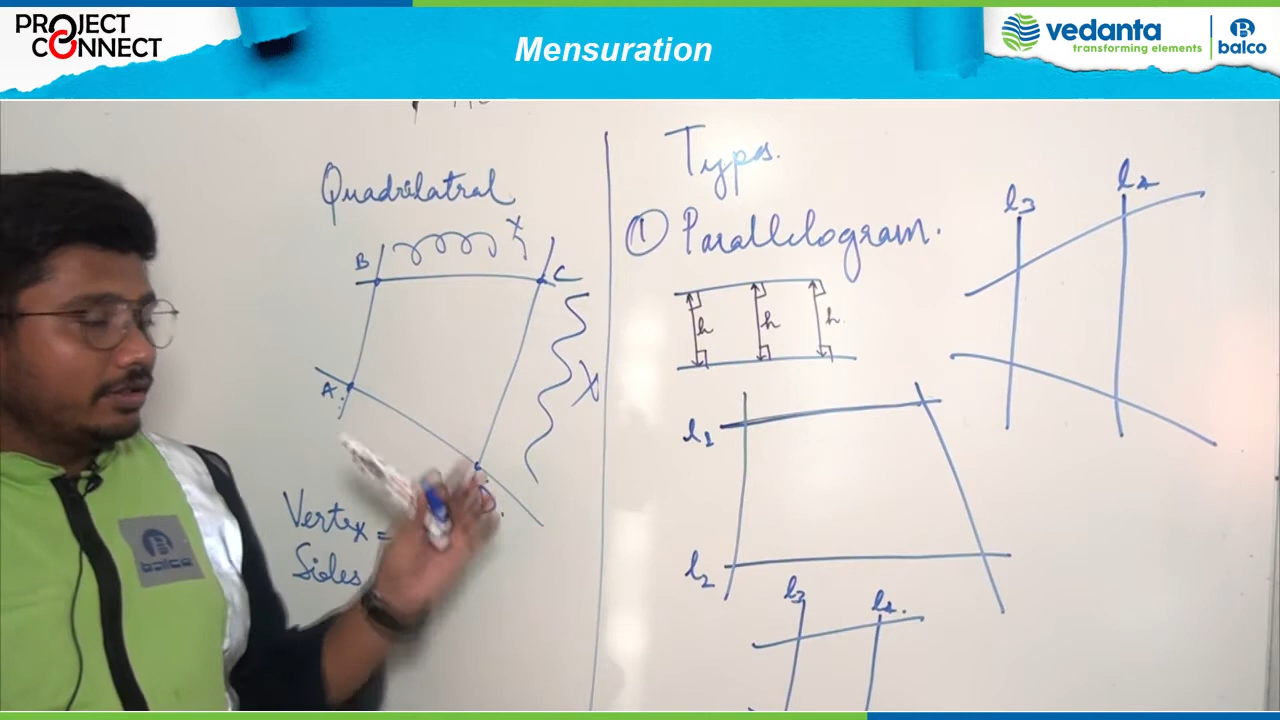 PROJECT
CONNECT
Mensuration
vedanta
transforming elements
balco
Quadrilatral
B
x
C
A.
X
D.
Vertex =
Sides
balco
Types.
① Parallelogram.
h
h
h.
l1
l2
l3
l4
l3
l4.